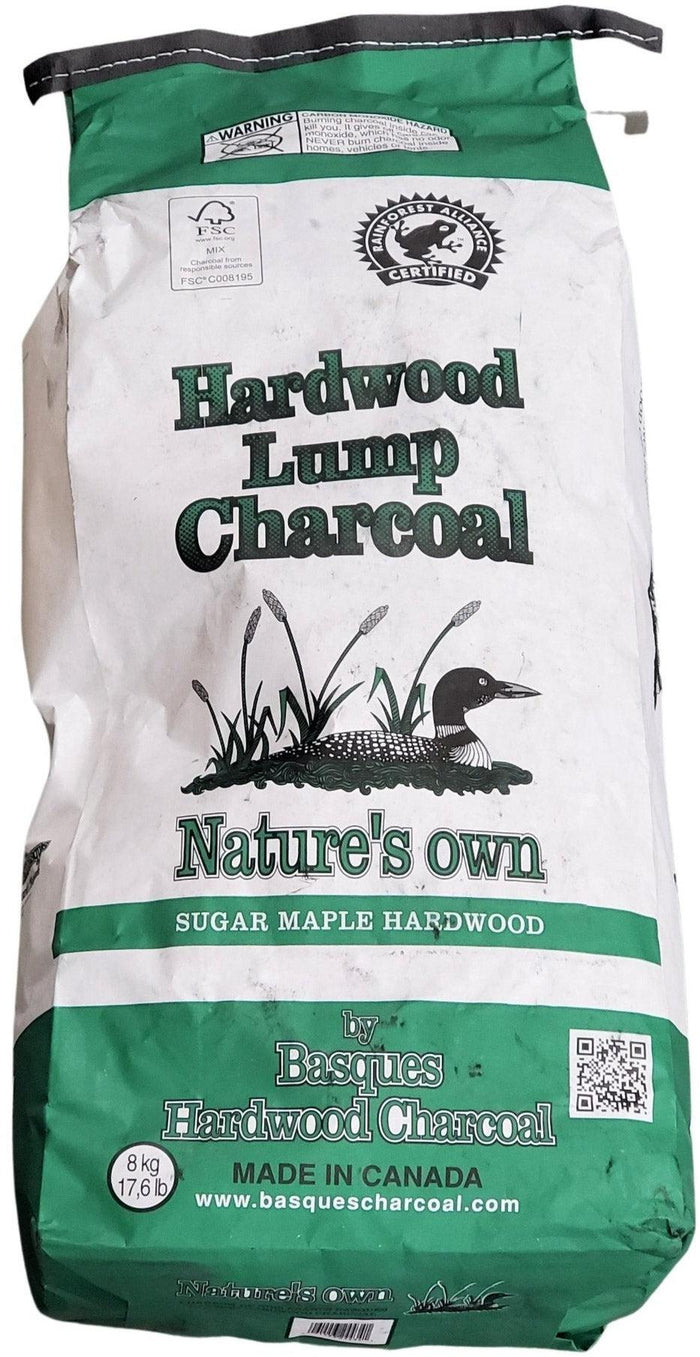 WARNING
CARBON MONOXIDE HAZARD
Burning charcoal inside can
kill you. It gives
monoxide, which has no odor
NEVER burn charcoal inside
homes, vehicles or tents.
FSC
www.fsc.org
MIX
Charcoal from
responsible sources
FSC® C008195
RAINFOREST ALLIANCE
TM
CERTIFIED
Hardwood
Lump
Charcoal
Nature's own
SUGAR MAPLE HARDWOOD
by
Basques
Hardwood Charcoal
8 kg
17,6 lb
MADE IN CANADA
www.basquescharcoal.com
Nature's own